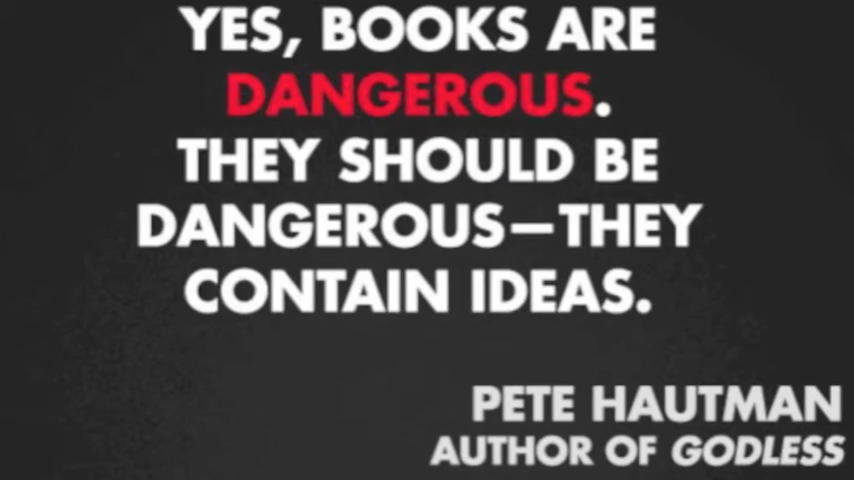 YES, BOOKS ARE
DANGEROUS.
THEY SHOULD BE
DANGEROUS—THEY
CONTAIN IDEAS.
PETE HAUTMAN
AUTHOR OF GODLESS